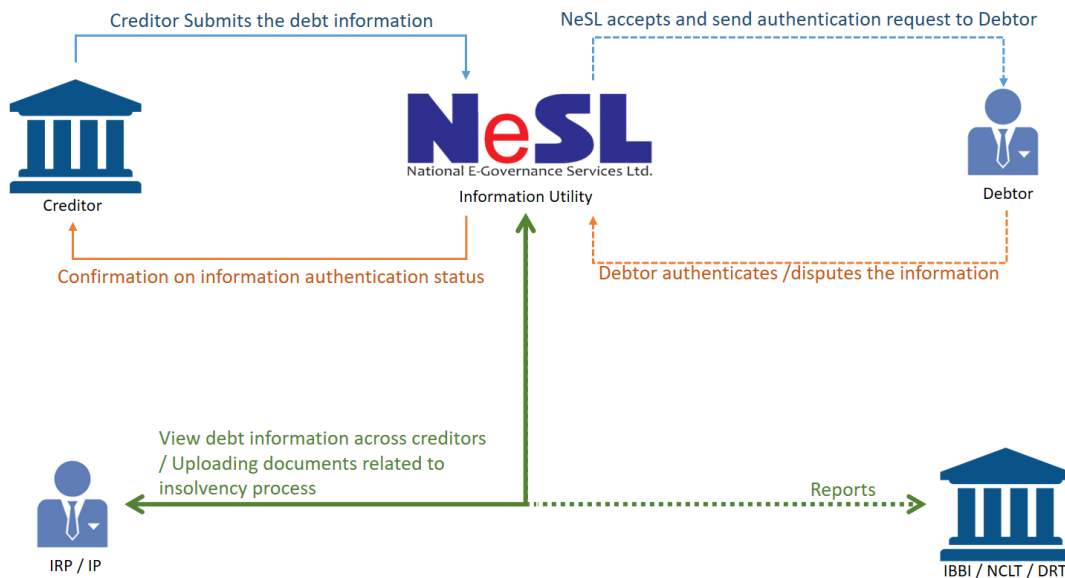 Creditor Submits the debt information
NeSL accepts and send authentication request to Debtor
NeSL
National E-Governance Services Ltd.
Information Utility
Creditor
Debtor
Confirmation on information authentication status
Debtor authenticates /disputes the information
View debt information across creditors
/ Uploading documents related to
insolvency process
Reports
IRP / IP
IBBI / NCLT / DRT